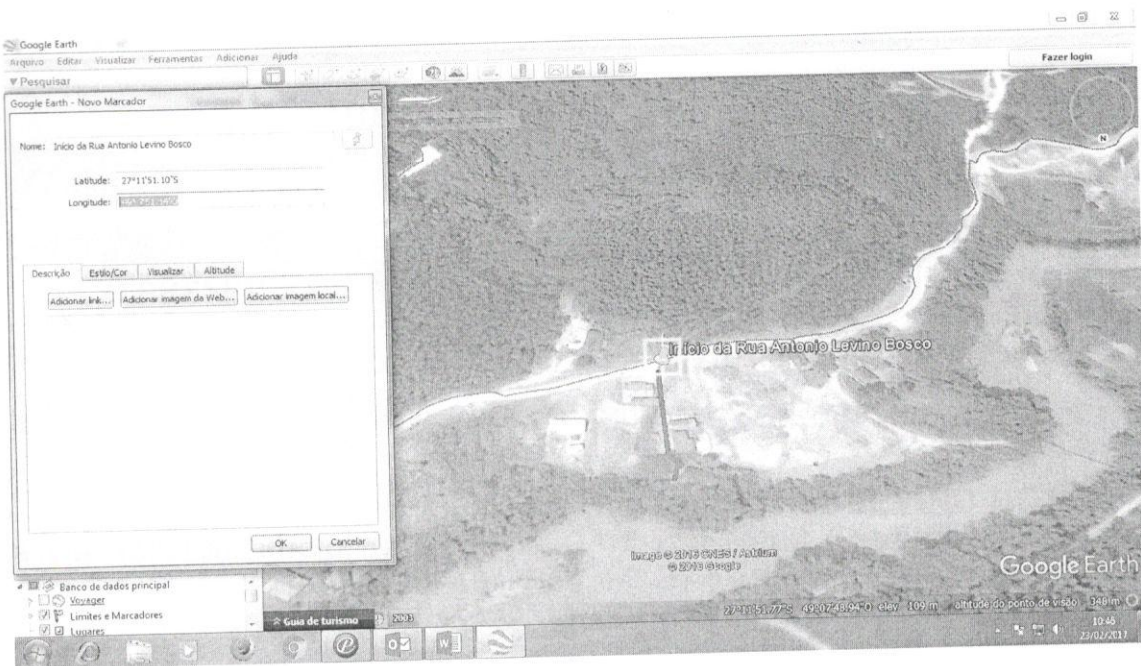 Google Earth
Arquivo Editar Visualizar Ferramentas Adicionar Ajuda
Fazer login
▼ Pesquisar
Google Earth - Novo Marcador
Nome: Início da Rua Antonio Levino Bosco
Latitude: 27°11'51.10"S
Longitude:
Descrição Estilo/Cor Visualizar Altitude
Adicionar link... Adicionar imagem da Web... Adicionar imagem local...
N
Início da Rua Antonio Levino Bosco
OK Cancelar
Image © 2016 CNES / Astrium
© 2016 Google
Google Earth
Banco de dados principal
Voyager
Limites e Marcadores
Lugares
Guia de turismo
2003
elev 109 m altitude do ponto de visão 348 m
10:46
23/02/2017